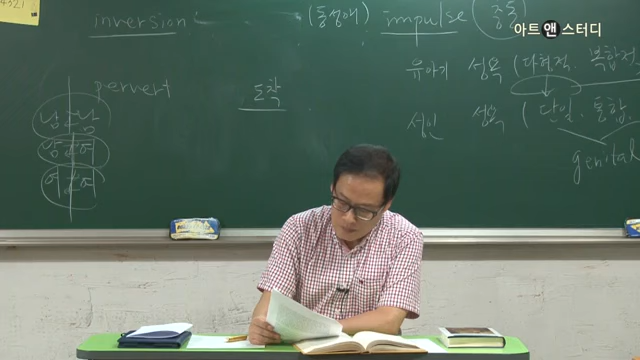 inversion (동성애) impulse (충동)
아트앤스터디
유아기 성욕 (다형적, 복합적
pervert 도착
남-남
남-여
여-여
성인 성욕 (단일, 통합,
genital